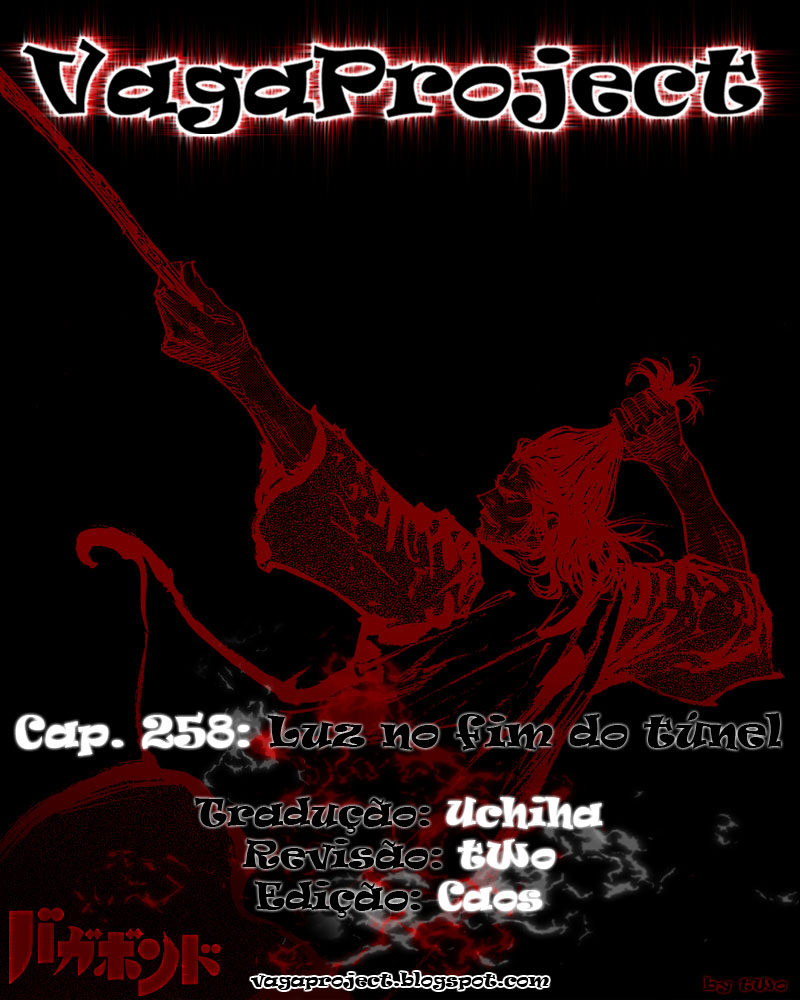 VagaProject
Cap. 258: Luz no fim do túnel
Tradução: Uchiha
Revisão: tWo
Edição: Caos
バガボンド
vagaproject.blogspot.com
by tWo